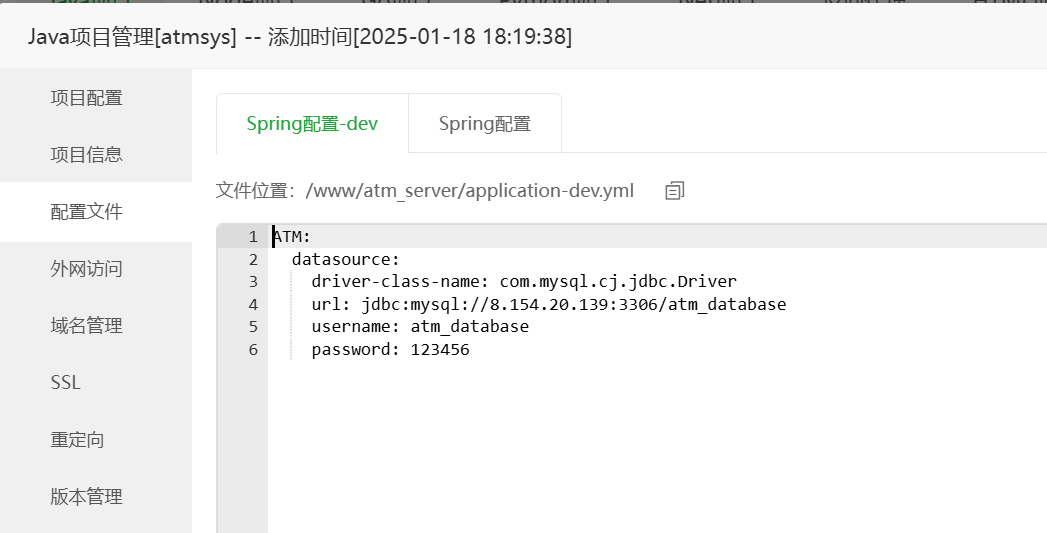 Java项目管理[atmsys] -- 添加时间[2025-01-18 18:19:38]
项目配置
项目信息
配置文件
外网访问
域名管理
SSL
重定向
版本管理
Spring配置-dev
Spring配置
文件位置：/www/atm_server/application-dev.yml
1 ATM:
2 datasource:
3 driver-class-name: com.mysql.cj.jdbc.Driver
4 url: jdbc:mysql://8.154.20.139:3306/atm_database
5 username: atm_database
6 password: 123456